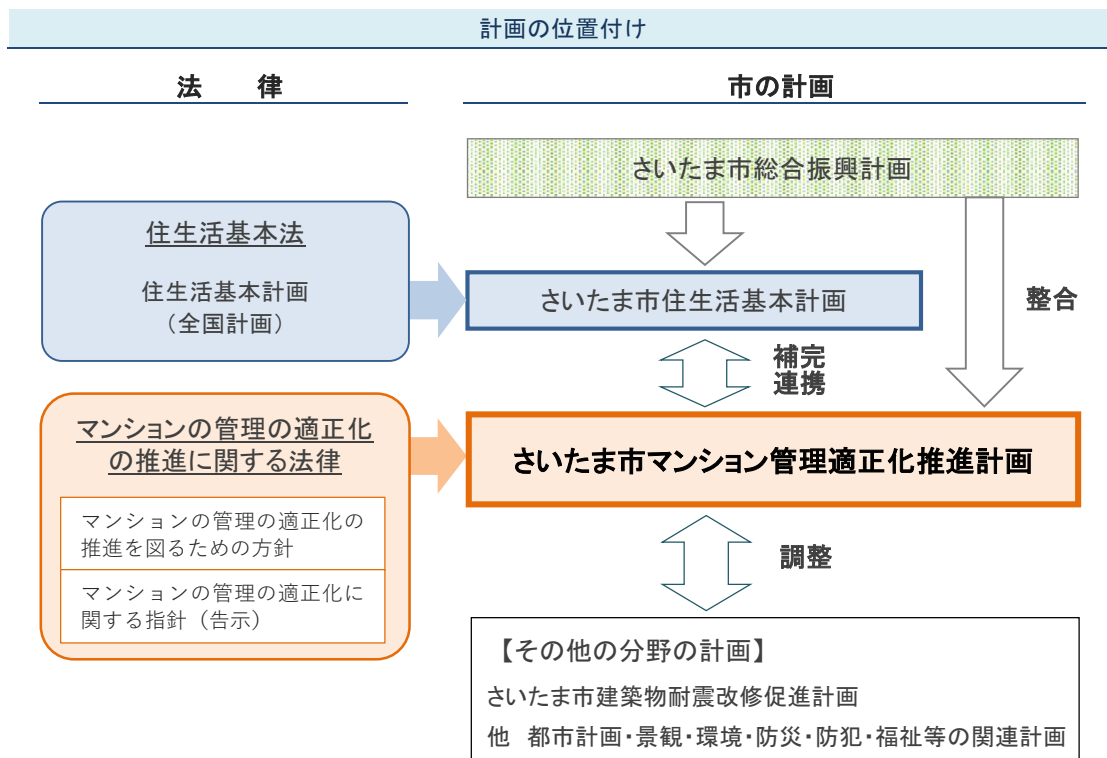 計画の位置付け
法　律
市の計画
さいたま市総合振興計画
住生活基本法
住生活基本計画
（全国計画）
さいたま市住生活基本計画
整合
補完
連携
マンションの管理の適正化
の推進に関する法律
マンションの管理の適正化の
推進を図るための方針
マンションの管理の適正化に
関する指針（告示）
さいたま市マンション管理適正化推進計画
調整
【その他の分野の計画】
さいたま市建築物耐震改修促進計画
他　都市計画・景観・環境・防災・防犯・福祉等の関連計画